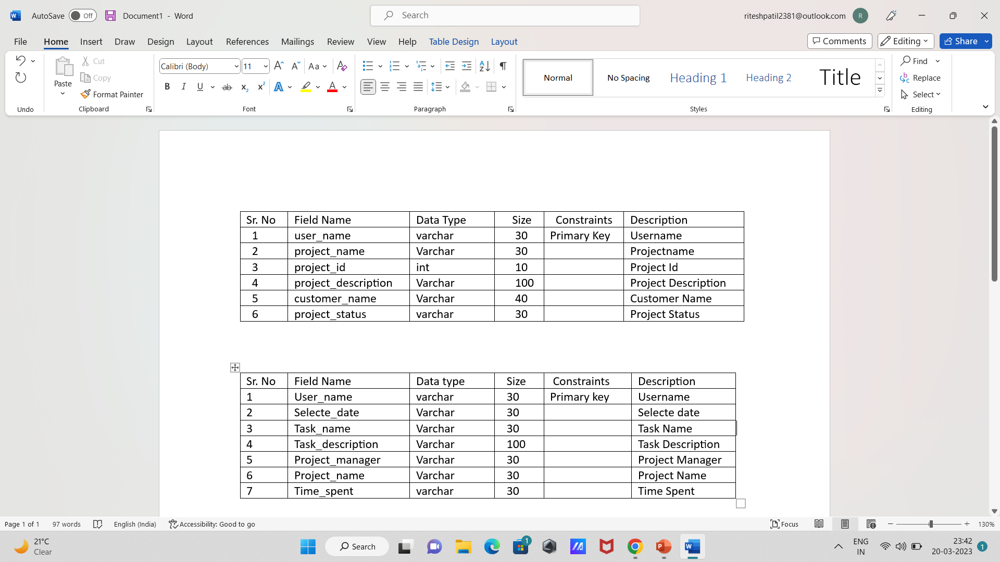 AutoSave Off Document1 - Word Search riteshpatil2381@outlook.com R
File Home Insert Draw Design Layout References Mailings Review View Help Table Design Layout Comments Editing Share
Paste Cut Copy Format Painter Calibri (Body) 11 Aa Normal No Spacing Heading 1 Heading 2 Title Find Replace Select
Undo Clipboard Font Paragraph Styles Editing
Sr. No Field Name Data Type Size Constraints Description
1 user_name varchar 30 Primary Key Username
2 project_name Varchar 30 Projectname
3 project_id int 10 Project Id
4 project_description Varchar 100 Project Description
5 customer_name Varchar 40 Customer Name
6 project_status varchar 30 Project Status
Sr. No Field Name Data type Size Constraints Description
1 User_name varchar 30 Primary key Username
2 Selecte_date Varchar 30 Selecte date
3 Task_name Varchar 30 Task Name
4 Task_description Varchar 100 Task Description
5 Project_manager Varchar 30 Project Manager
6 Project_name Varchar 30 Project Name
7 Time_spent varchar 30 Time Spent
Page 1 of 1 97 words English (India) Accessibility: Good to go Focus 130%
21°C
Clear
Search
1
ENG
IN
23:42
20-03-2023
1